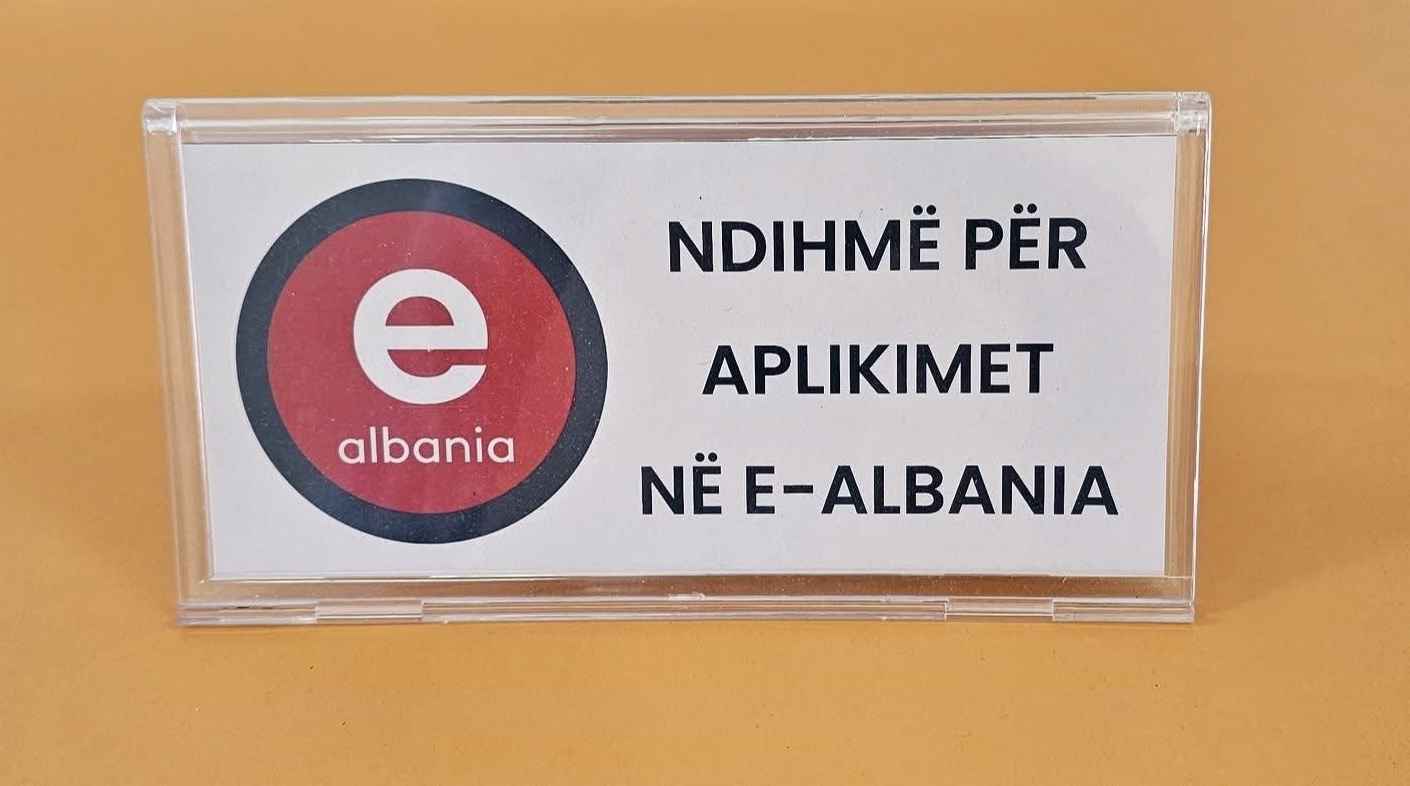 e
albania
NDIHMË PËR
APLIKIMET
NË E-ALBANIA